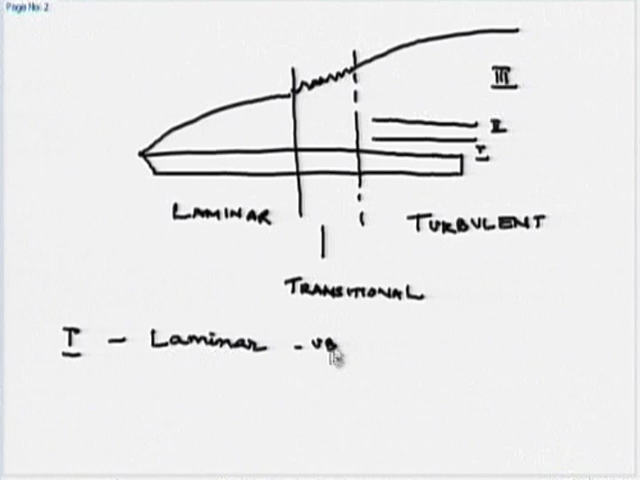 Page No: 2
III
II
I
LAMINAR
TURBULENT
TRANSITIONAL
I - Laminar -